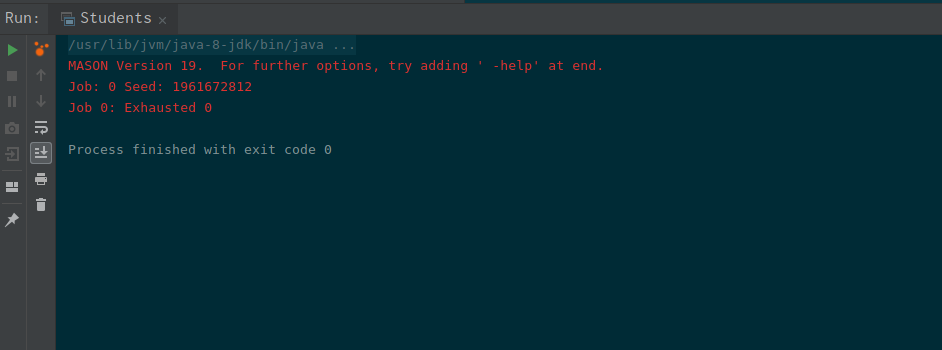 Run: Students
/usr/lib/jvm/java-8-jdk/bin/java ...
MASON Version 19.  For further options, try adding ' -help' at end.
Job: 0 Seed: 1961672812
Job 0: Exhausted 0
Process finished with exit code 0